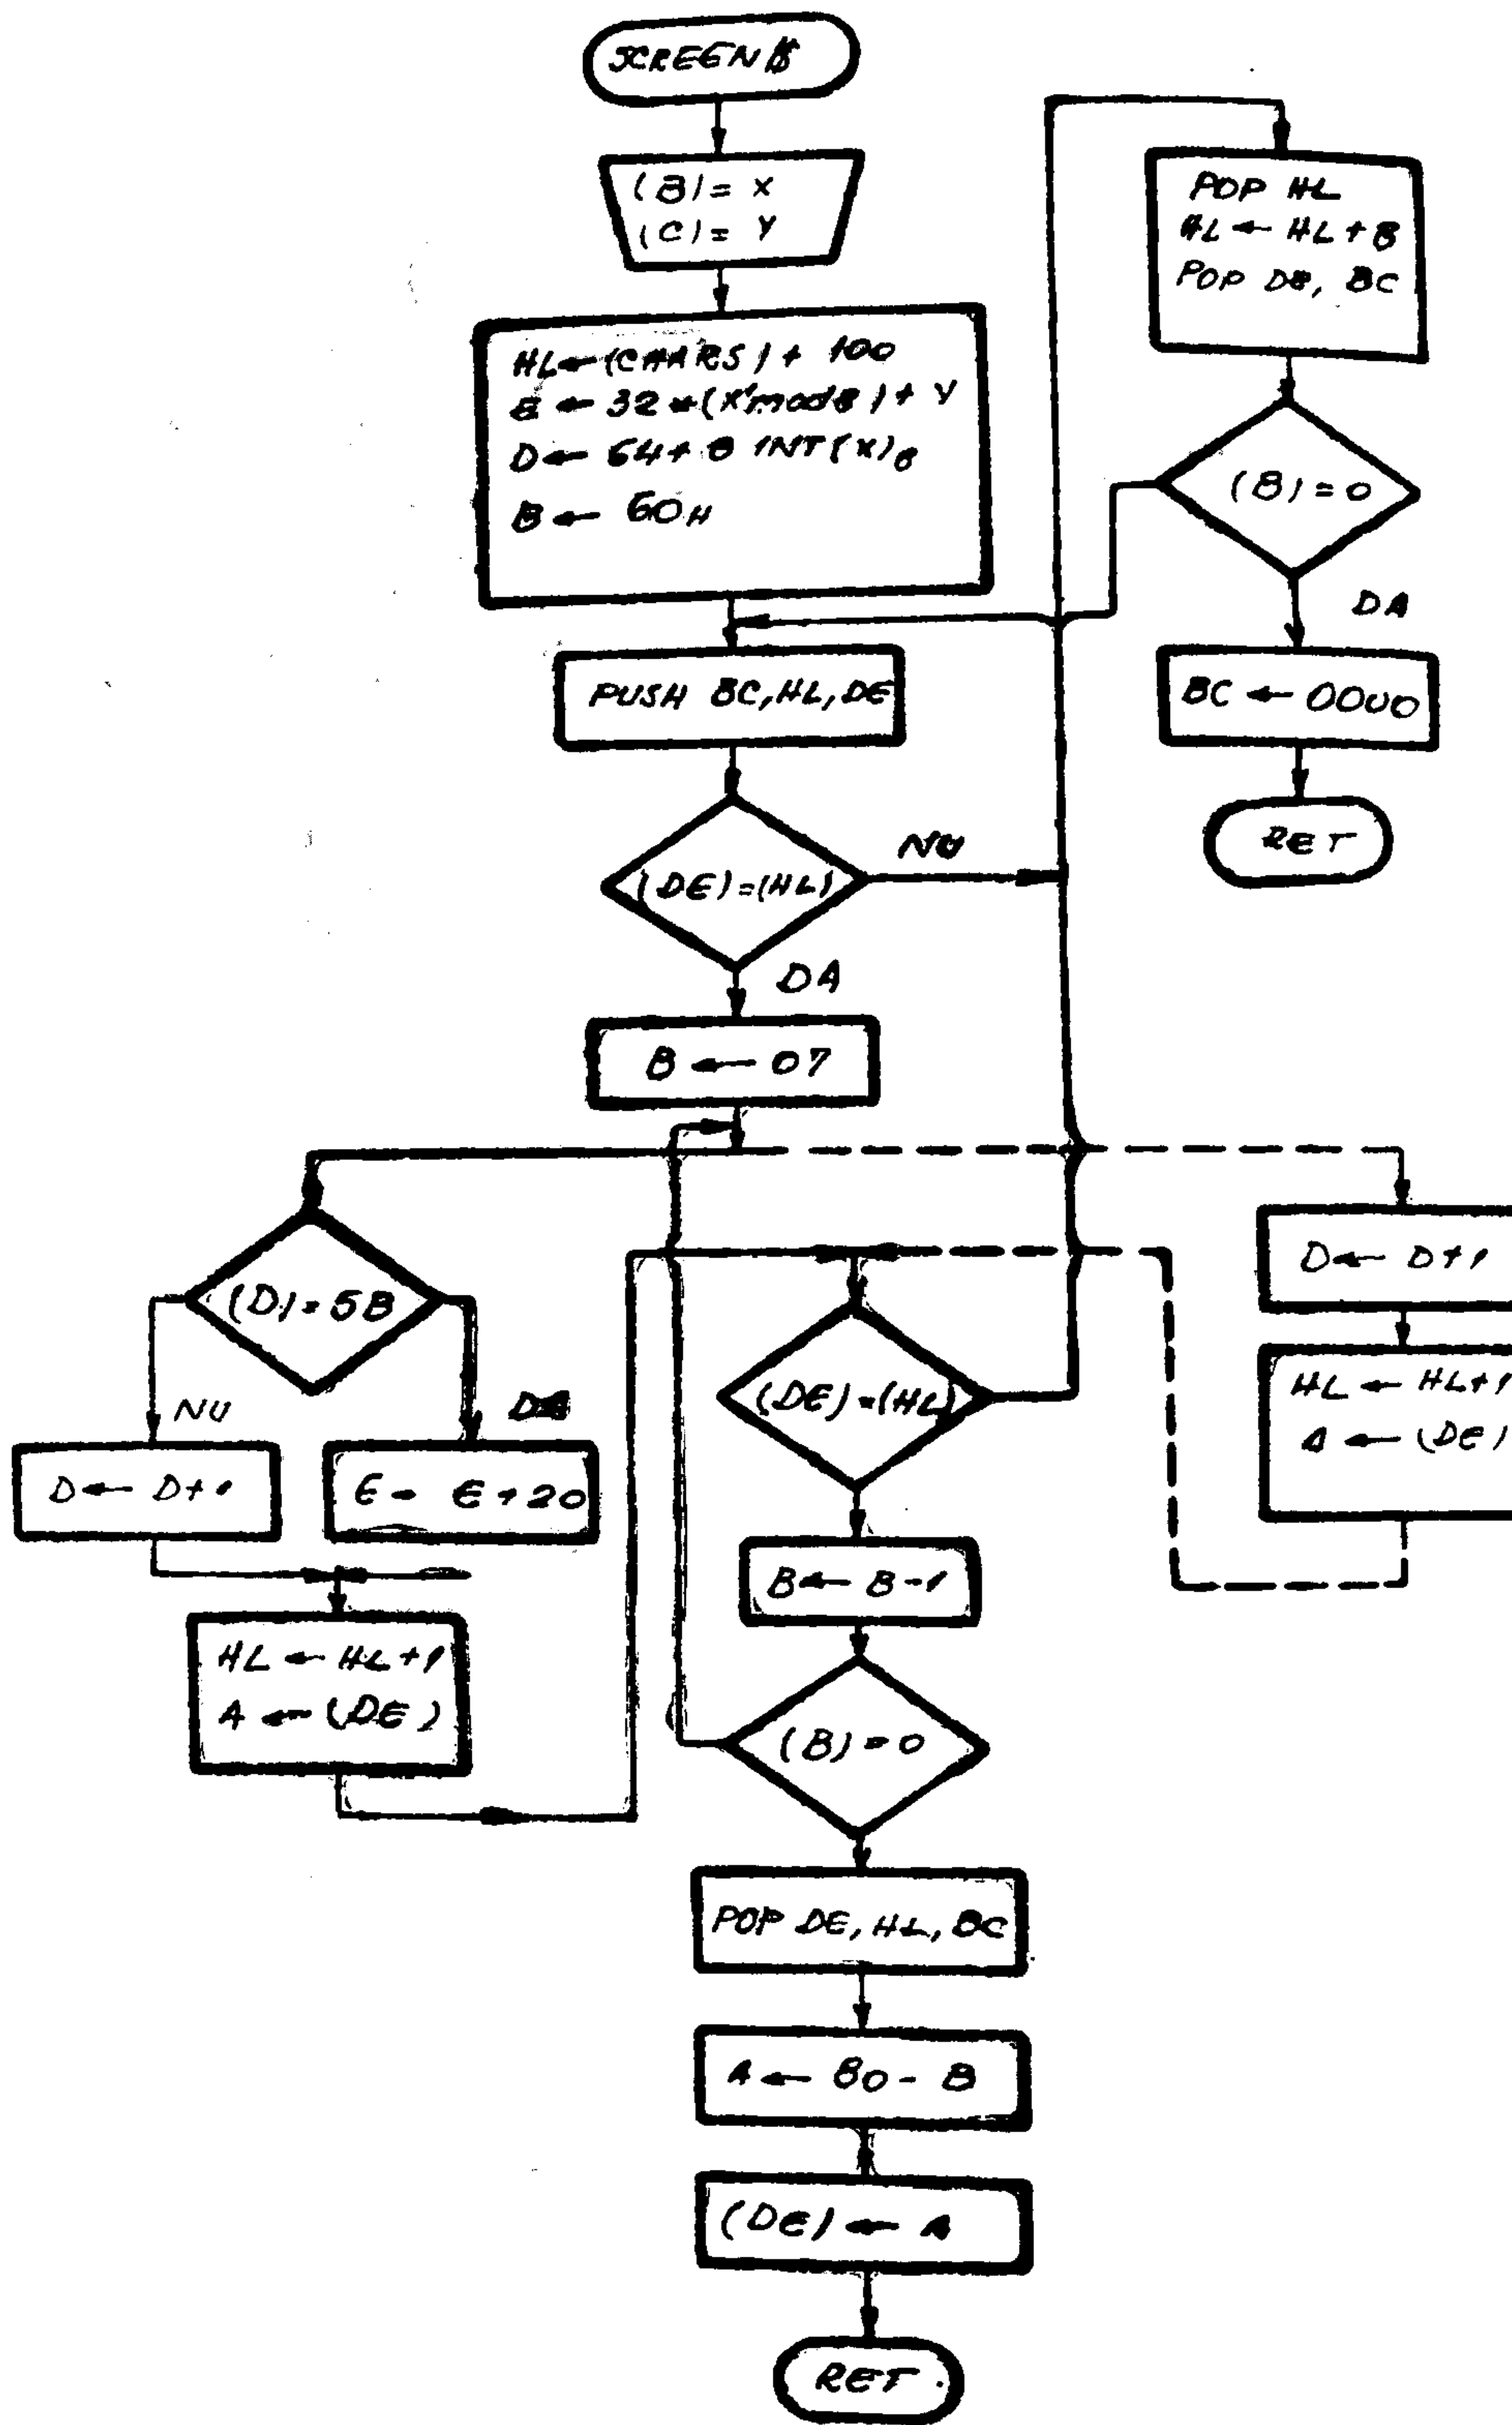 SCREEN $
(B) = X
(C) = Y
HL ← (CHARS) + 100
E ← 32 * (X mod 8) + Y
D ← 64 + 8 INT(X)8
B ← 60H
PUSH BC, HL, DE
(DE) = (HL)
NU
DA
B ← 07
(D) = 5B
NU
DA
D ← D+1
E ← E+20
HL ← HL+1
A ← (DE)
(DE) = (HL)
B ← B-1
(B) = 0
POP DE, HL, BC
A ← 80 - B
(DE) ← A
RET
POP HL
HL ← HL + 8
POP DE, BC
(B) = 0
DA
BC ← 0000
RET
D ← D+1
HL ← HL+1
A ← (DE)